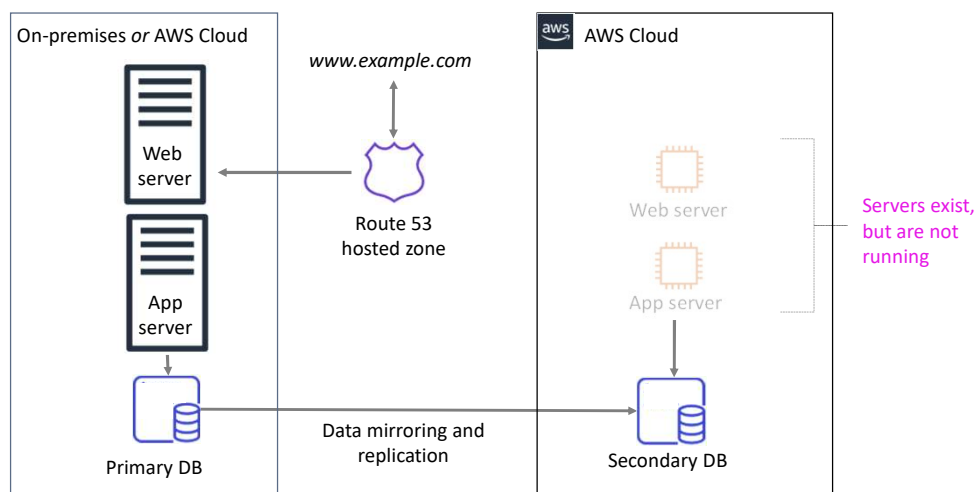 On-premises or AWS Cloud
www.example.com
aws
AWS Cloud
Web
server
Route 53
hosted zone
App
server
Web server
App server
Servers exist,
but are not
running
Primary DB
Data mirroring and
replication
Secondary DB